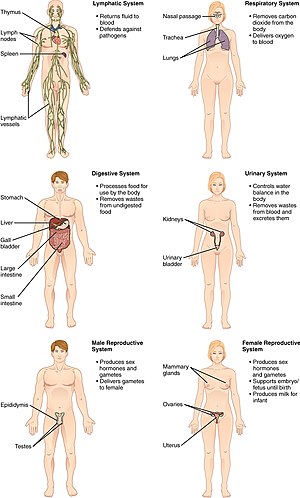 Lymphatic System
• Returns fluid to
blood
• Defends against
pathogens
Thymus
Lymph
nodes
Spleen
Lymphatic
vessels
Respiratory System
• Removes carbon
dioxide from the
body
• Delivers oxygen
to blood
Nasal passage
Trachea
Lungs
Digestive System
• Processes food for
use by the body
• Removes wastes
from undigested
food
Stomach
Liver
Gall
bladder
Large
intestine
Small
intestine
Urinary System
• Controls water
balance in the
body
• Removes wastes
from blood and
excretes them
Kidneys
Urinary
bladder
Male Reproductive
System
• Produces sex
hormones and
gametes
• Delivers gametes
to female
Epididymis
Testes
Female Reproductive
System
• Produces sex
hormones and
gametes
• Supports embryo/
fetus until birth
• Produces milk for
infant
Mammary
glands
Ovaries
Uterus